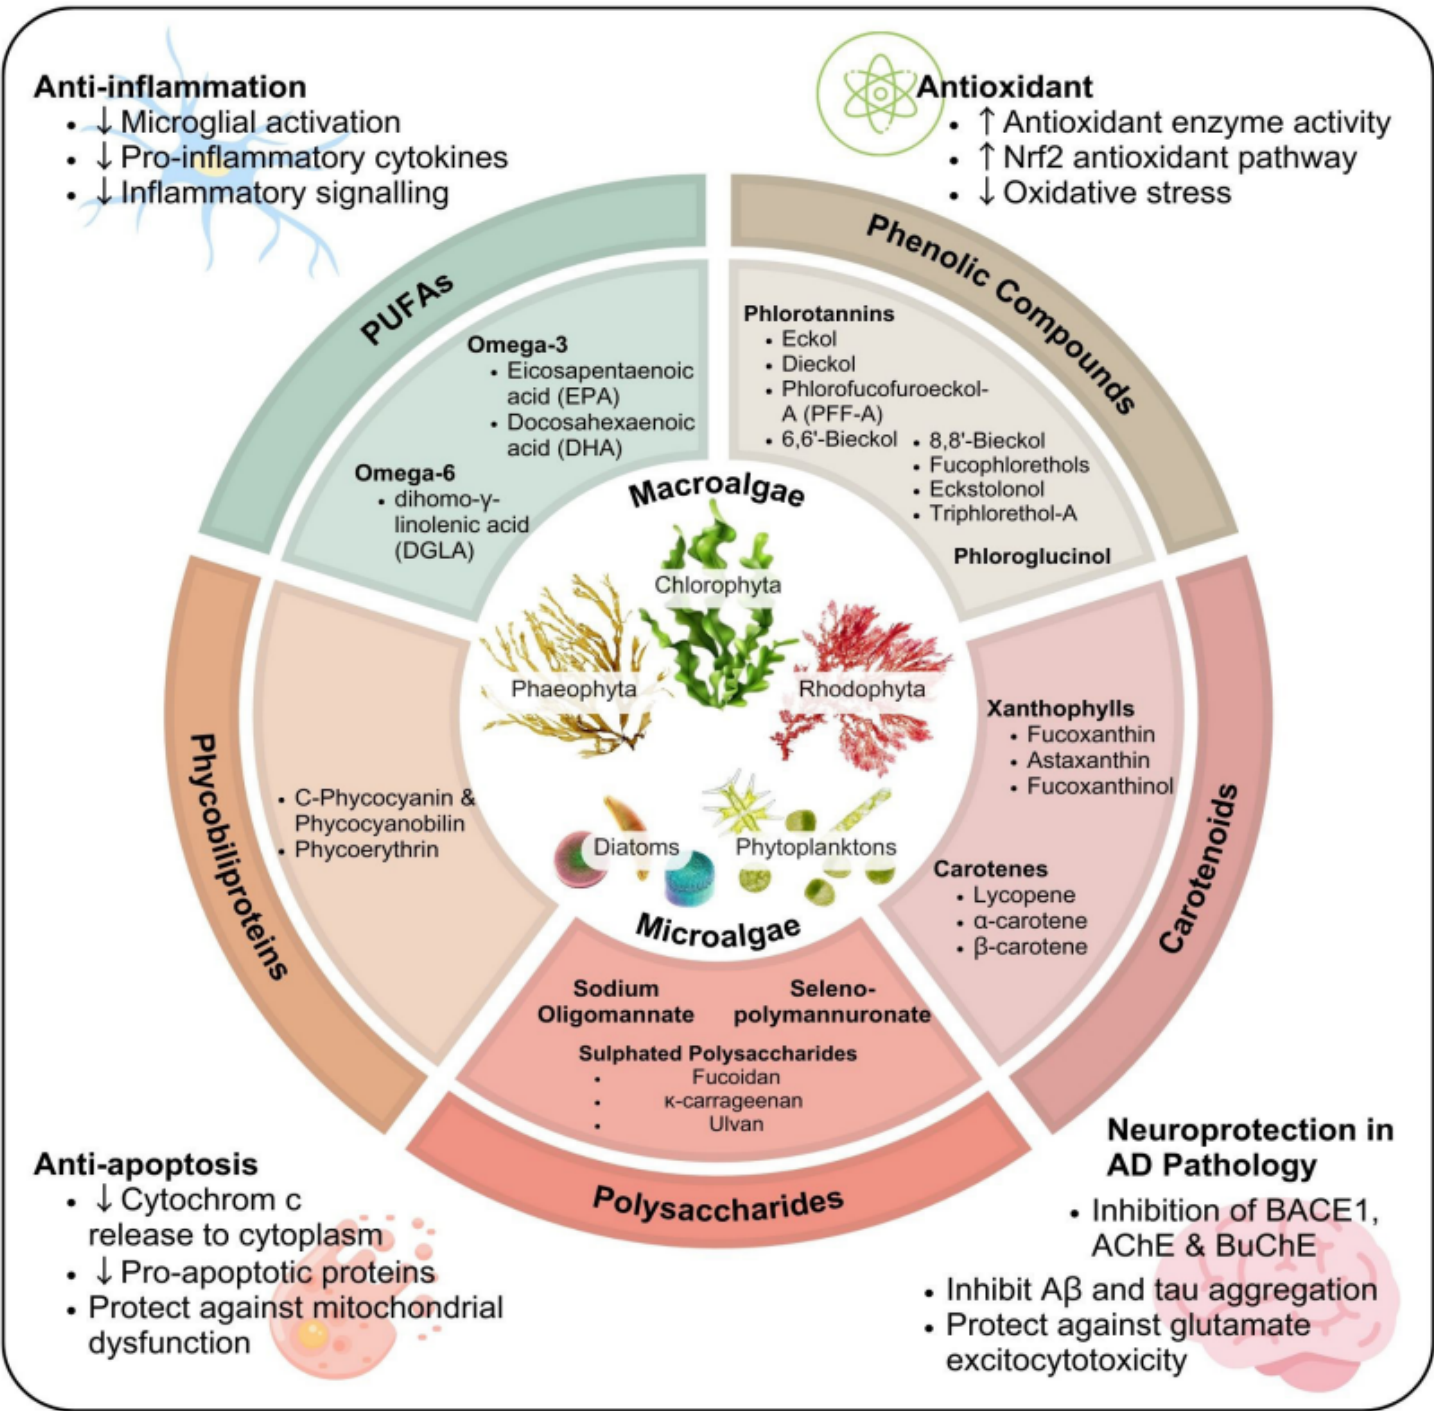 Anti-inflammation
• ↓ Microglial activation
• ↓ Pro-inflammatory cytokines
• ↓ Inflammatory signalling
Antioxidant
• ↑ Antioxidant enzyme activity
• ↑ Nrf2 antioxidant pathway
• ↓ Oxidative stress
PUFAs
Omega-3
• Eicosapentaenoic
acid (EPA)
• Docosahexaenoic
acid (DHA)
Omega-6
• dihomo-γ-
linolenic acid
(DGLA)
Phenolic Compounds
Phlorotannins
• Eckol
• Dieckol
• Phlorofucofuroeckol-
A (PFF-A)
• 6,6'-Bieckol
• 8,8'-Bieckol
• Fucophlorethols
• Eckstolonol
• Triphlorethol-A
Phloroglucinol
Macroalgae
Chlorophyta
Phaeophyta
Rhodophyta
Diatoms
Phytoplanktons
Microalgae
Phycobiliproteins
• C-Phycocyanin &
Phycocyanobilin
• Phycoerythrin
Carotenoids
Xanthophylls
• Fucoxanthin
• Astaxanthin
• Fucoxanthinol
Carotenes
• Lycopene
• α-carotene
• β-carotene
Sodium
Oligomannate
Seleno-
polymannuronate
Sulphated Polysaccharides
• Fucoidan
• κ-carrageenan
• Ulvan
Polysaccharides
Anti-apoptosis
• ↓ Cytochrom c
release to cytoplasm
• ↓ Pro-apoptotic proteins
• Protect against mitochondrial
dysfunction
Neuroprotection in
AD Pathology
• Inhibition of BACE1,
AChE & BuChE
• Inhibit Aβ and tau aggregation
• Protect against glutamate
excitocytotoxicity